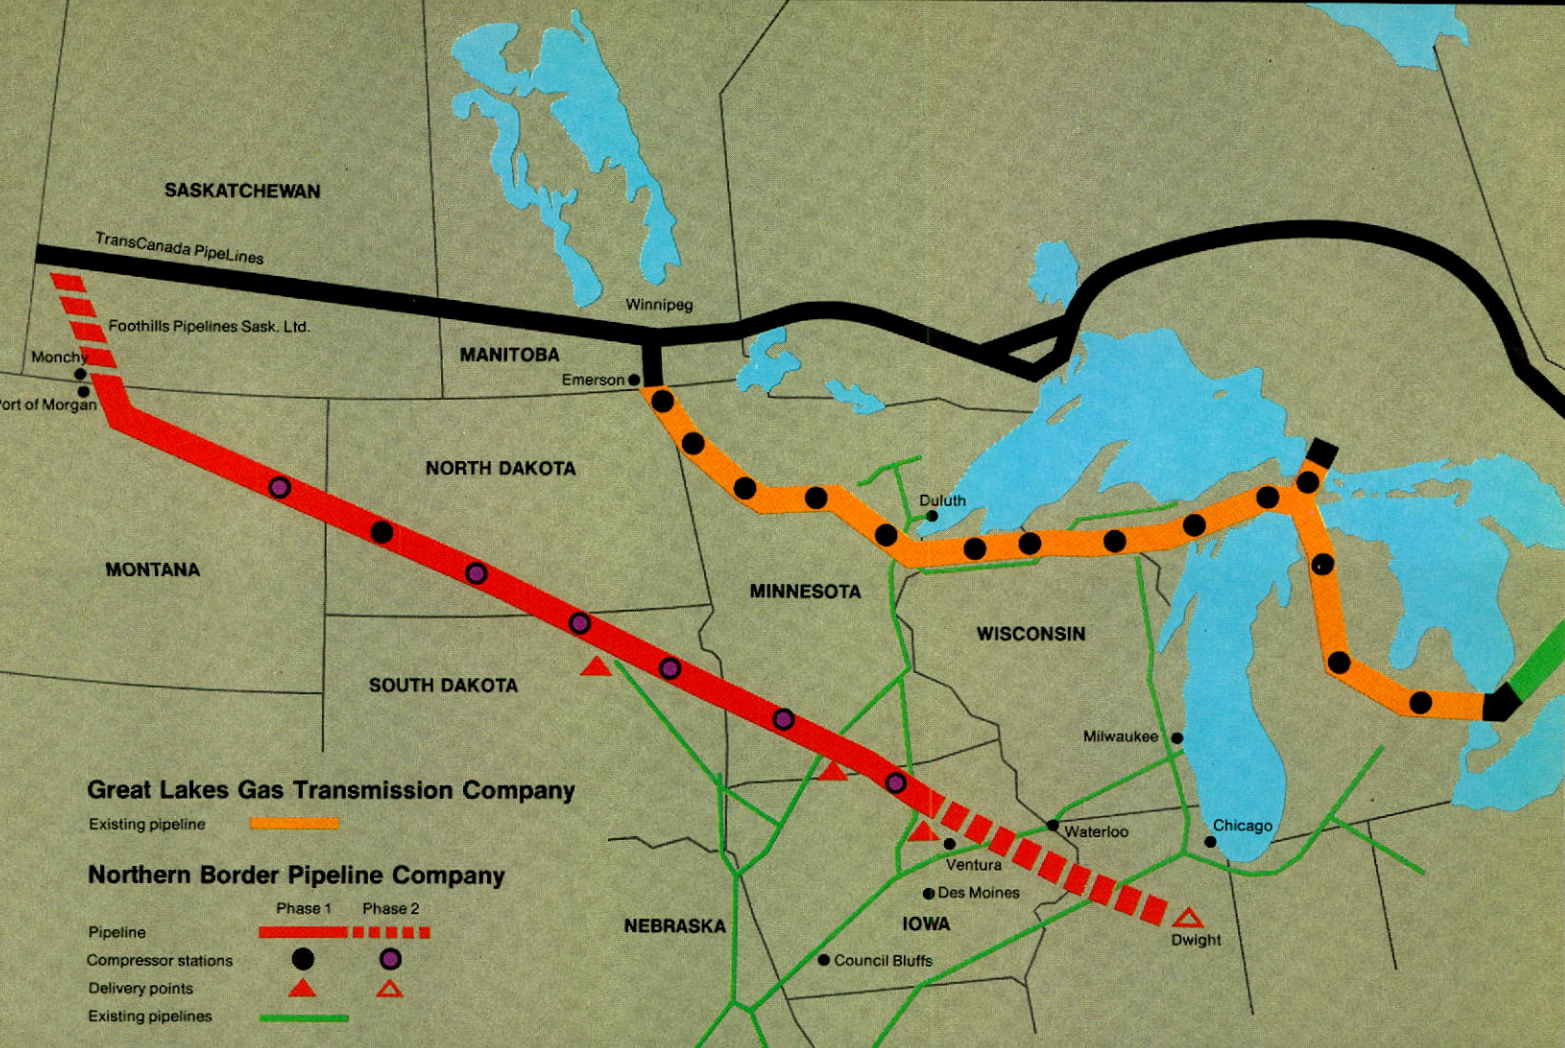 SASKATCHEWAN
TransCanada PipeLines
Winnipeg
Foothills Pipelines Sask. Ltd.
MANITOBA
Monchy
Emerson
Port of Morgan
NORTH DAKOTA
Duluth
MONTANA
MINNESOTA
WISCONSIN
SOUTH DAKOTA
Milwaukee
Great Lakes Gas Transmission Company
Existing pipeline
Waterloo
Chicago
Ventura
Northern Border Pipeline Company
Des Moines
Phase 1 Phase 2
NEBRASKA
IOWA
Pipeline
Dwight
Compressor stations
Council Bluffs
Delivery points
Existing pipelines